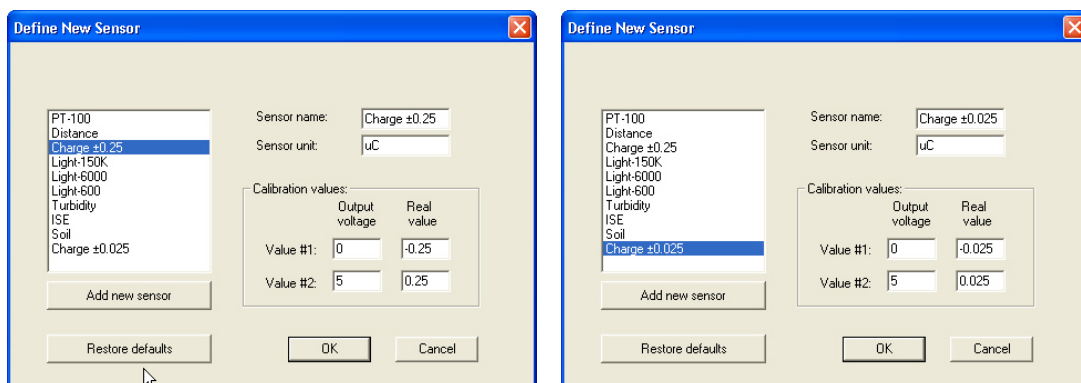 Define New Sensor
PT-100
Distance
Charge ±0.25
Light-150K
Light-6000
Light-600
Turbidity
ISE
Soil
Charge ±0.025
Add new sensor
Restore defaults
Sensor name: Charge ±0.25
Sensor unit: uC
Calibration values:
Output voltage Real value
Value #1: 0 -0.25
Value #2: 5 0.25
OK Cancel
Define New Sensor
PT-100
Distance
Charge ±0.25
Light-150K
Light-6000
Light-600
Turbidity
ISE
Soil
Charge ±0.025
Add new sensor
Restore defaults
Sensor name: Charge ±0.025
Sensor unit: uC
Calibration values:
Output voltage Real value
Value #1: 0 -0.025
Value #2: 5 0.025
OK Cancel